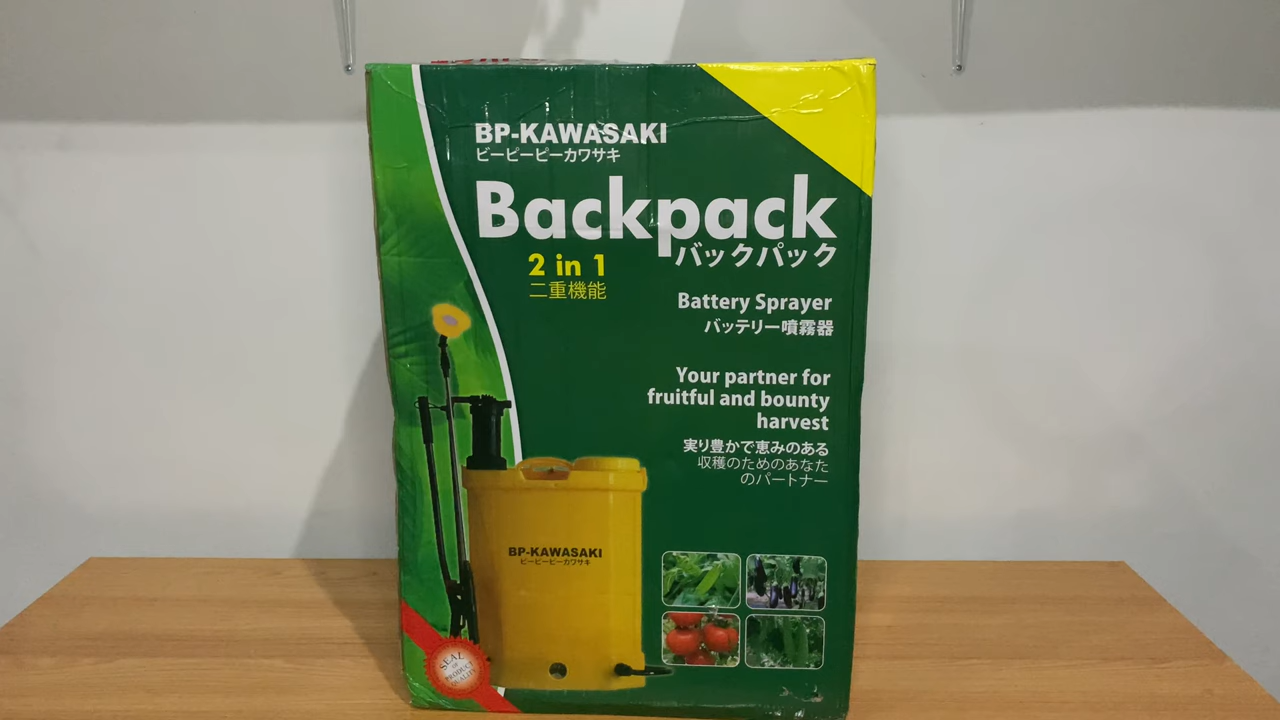 BP-KAWASAKI
ビーピーピーカワサキ
Backpack
バックパック
2 in 1
二重機能
Battery Sprayer
バッテリー噴霧器
Your partner for
fruitful and bounty
harvest
実り豊かで恵みのある
収穫のためのあなた
のパートナー
BP-KAWASAKI
ビーピーピーカワサキ
SEAL
OF
PRODUCT
QUALITY